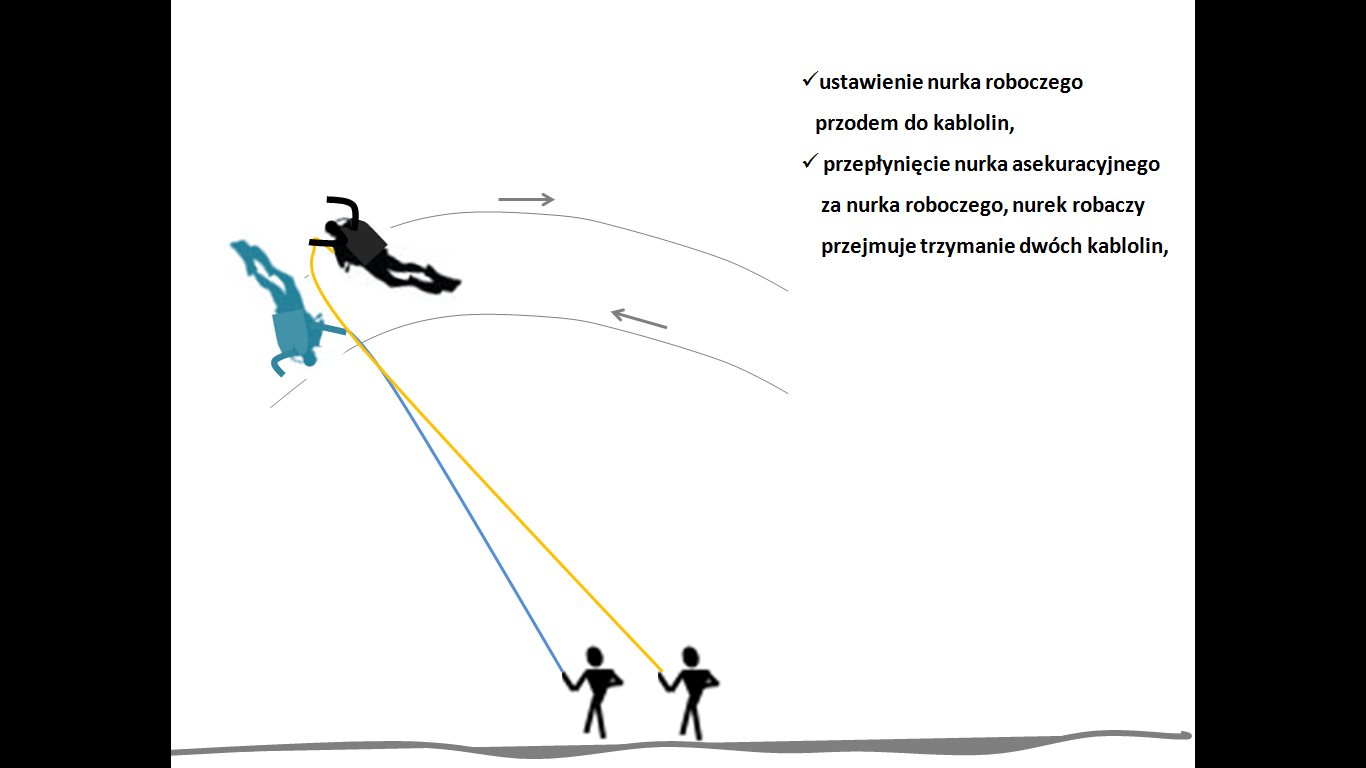 ✓ustawienie nurka roboczego
przodem do kablolin,
✓ przepłynięcie nurka asekuracyjnego
za nurka roboczego, nurek robaczy
przejmuje trzymanie dwóch kablolin,